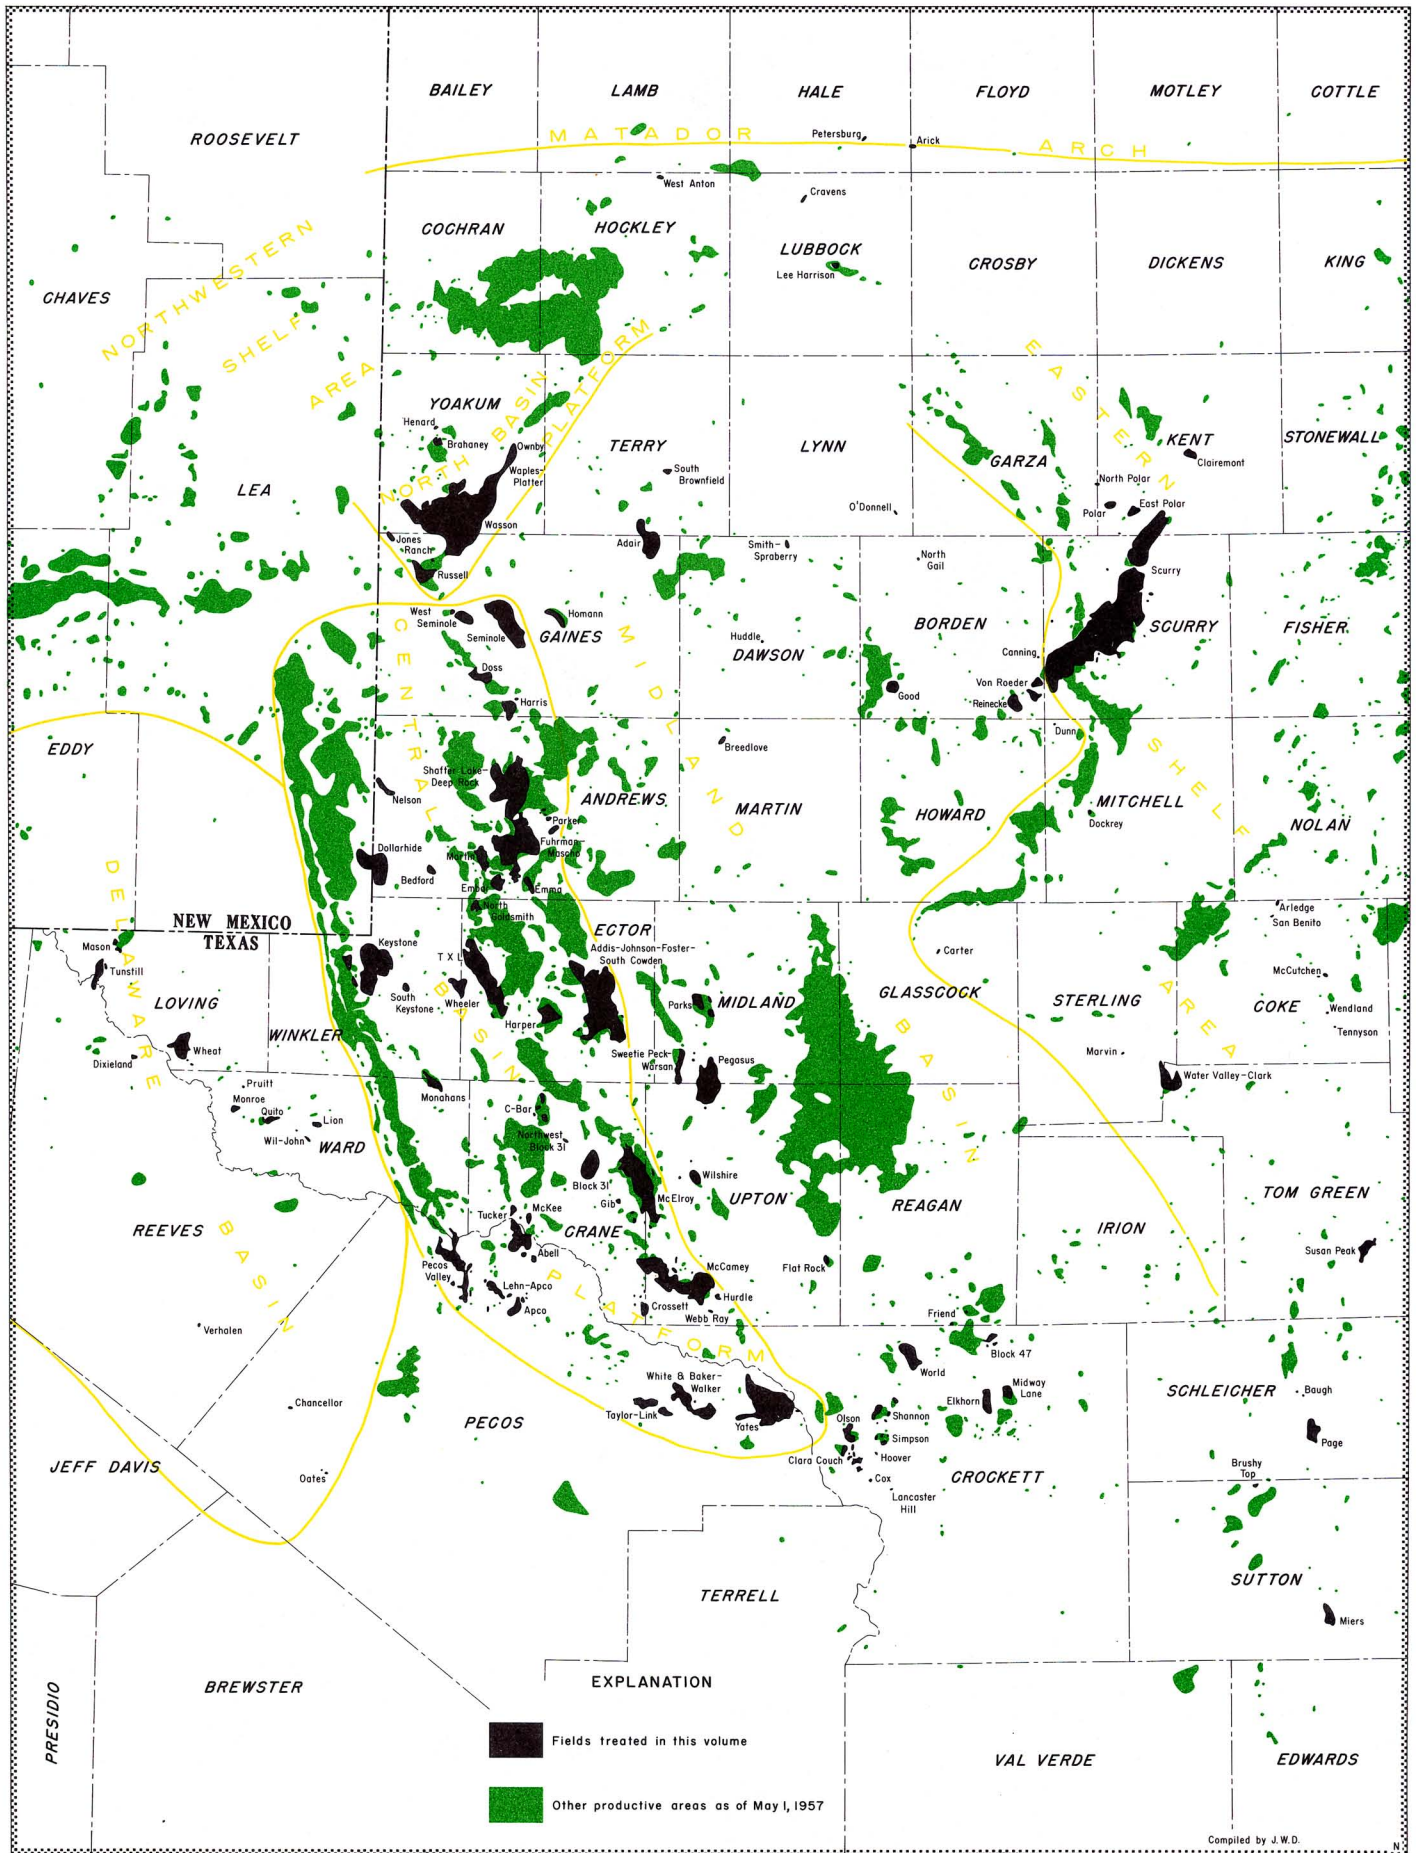 BAILEY
LAMB
HALE
FLOYD
MOTLEY
COTTLE
ROOSEVELT
MATADOR
ARCH
Petersburg
Arick
West Anton
Cravens
COCHRAN
HOCKLEY
LUBBOCK
Lee Harrison
CROSBY
DICKENS
KING
CHAVES
NORTHWESTERN
SHELF
AREA
YOAKUM
Henard
Brahaney
Ownby
Waples-
Platter
Wasson
NORTH BASIN
PLATFORM
TERRY
South
Brownfield
LYNN
O'Donnell
GARZA
EASTERN
KENT
Clairemont
STONEWALL
North Polar
Polar
East Polar
LEA
Jones
Ranch
Russell
Adair
Smith-
Spraberry
North
Gail
Scurry
West
Seminole
Seminole
Homann
GAINES
Huddle
DAWSON
BORDEN
Canning
SCURRY
FISHER
Doss
Harris
Good
Von Roeder
Reinecke
EDDY
Breedlove
Dunn
CENTRAL
MIDLAND
SHELF
Shafter Lake-
Deep Rock
ANDREWS
MARTIN
HOWARD
MITCHELL
Dockrey
NOLAN
Nelson
Parker
Fuhrman-
Mascho
Dollarhide
Martin
Bedford
Embar
Emma
North
Goldsmith
NEW MEXICO
TEXAS
DELAWARE
Mason
Tunstill
Keystone
TXL
ECTOR
Addis-Johnson-Foster-
South Cowden
Carter
Arledge
San Benito
McCutchen
LOVING
South
Keystone
Wheeler
Parks
MIDLAND
GLASSCOCK
STERLING
COKE
Wendland
Tennyson
WINKLER
Harper
BASIN
BASIN
AREA
Wheat
Dixieland
Sweetie Peck-
Warsan
Pegasus
Marvin
Water Valley-Clark
Pruitt
Monroe
Quito
Lion
Wil-John
WARD
Monahans
C-Bar
Northwest
Block 31
Block 31
Gib
McElroy
Wilshire
UPTON
REAGAN
IRION
TOM GREEN
REEVES
BASIN
Tucker
McKee
CRANE
Abell
Pecos
Valley
Lehn-Apco
Apco
PLATFORM
McCamey
Hurdle
Crossett
Webb Ray
Flat Rock
Susan Peak
Friend
Block 47
World
Verhalen
Chancellor
Oates
White & Baker-
Walker
Taylor-Link
Yates
PECOS
Midway
Lane
Elkhorn
Olson
Shannon
Simpson
Clara Couch
Hoover
Cox
Lancaster
Hill
CROCKETT
SCHLEICHER
Baugh
Page
Brushy
Top
JEFF DAVIS
TERRELL
SUTTON
Miers
PRESIDIO
BREWSTER
EXPLANATION
Fields treated in this volume
Other productive areas as of May 1, 1957
VAL VERDE
EDWARDS
Compiled by J.W.D.
N